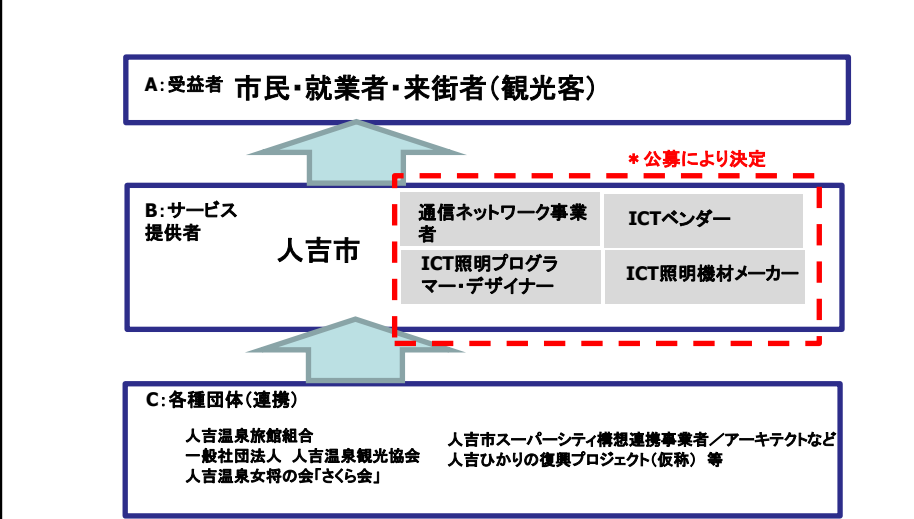 A：受益者 市民・就業者・来街者（観光客）
＊公募により決定
B：サービス
提供者
人吉市
通信ネットワーク事業
者
ICTベンダー
ICT照明プログラ
マー・デザイナー
ICT照明機材メーカー
C：各種団体（連携）
人吉温泉旅館組合
一般社団法人 人吉温泉観光協会
人吉温泉女将の会「さくら会」
人吉市スーパーシティ構想連携事業者／アーキテクトなど
人吉ひかりの復興プロジェクト（仮称） 等